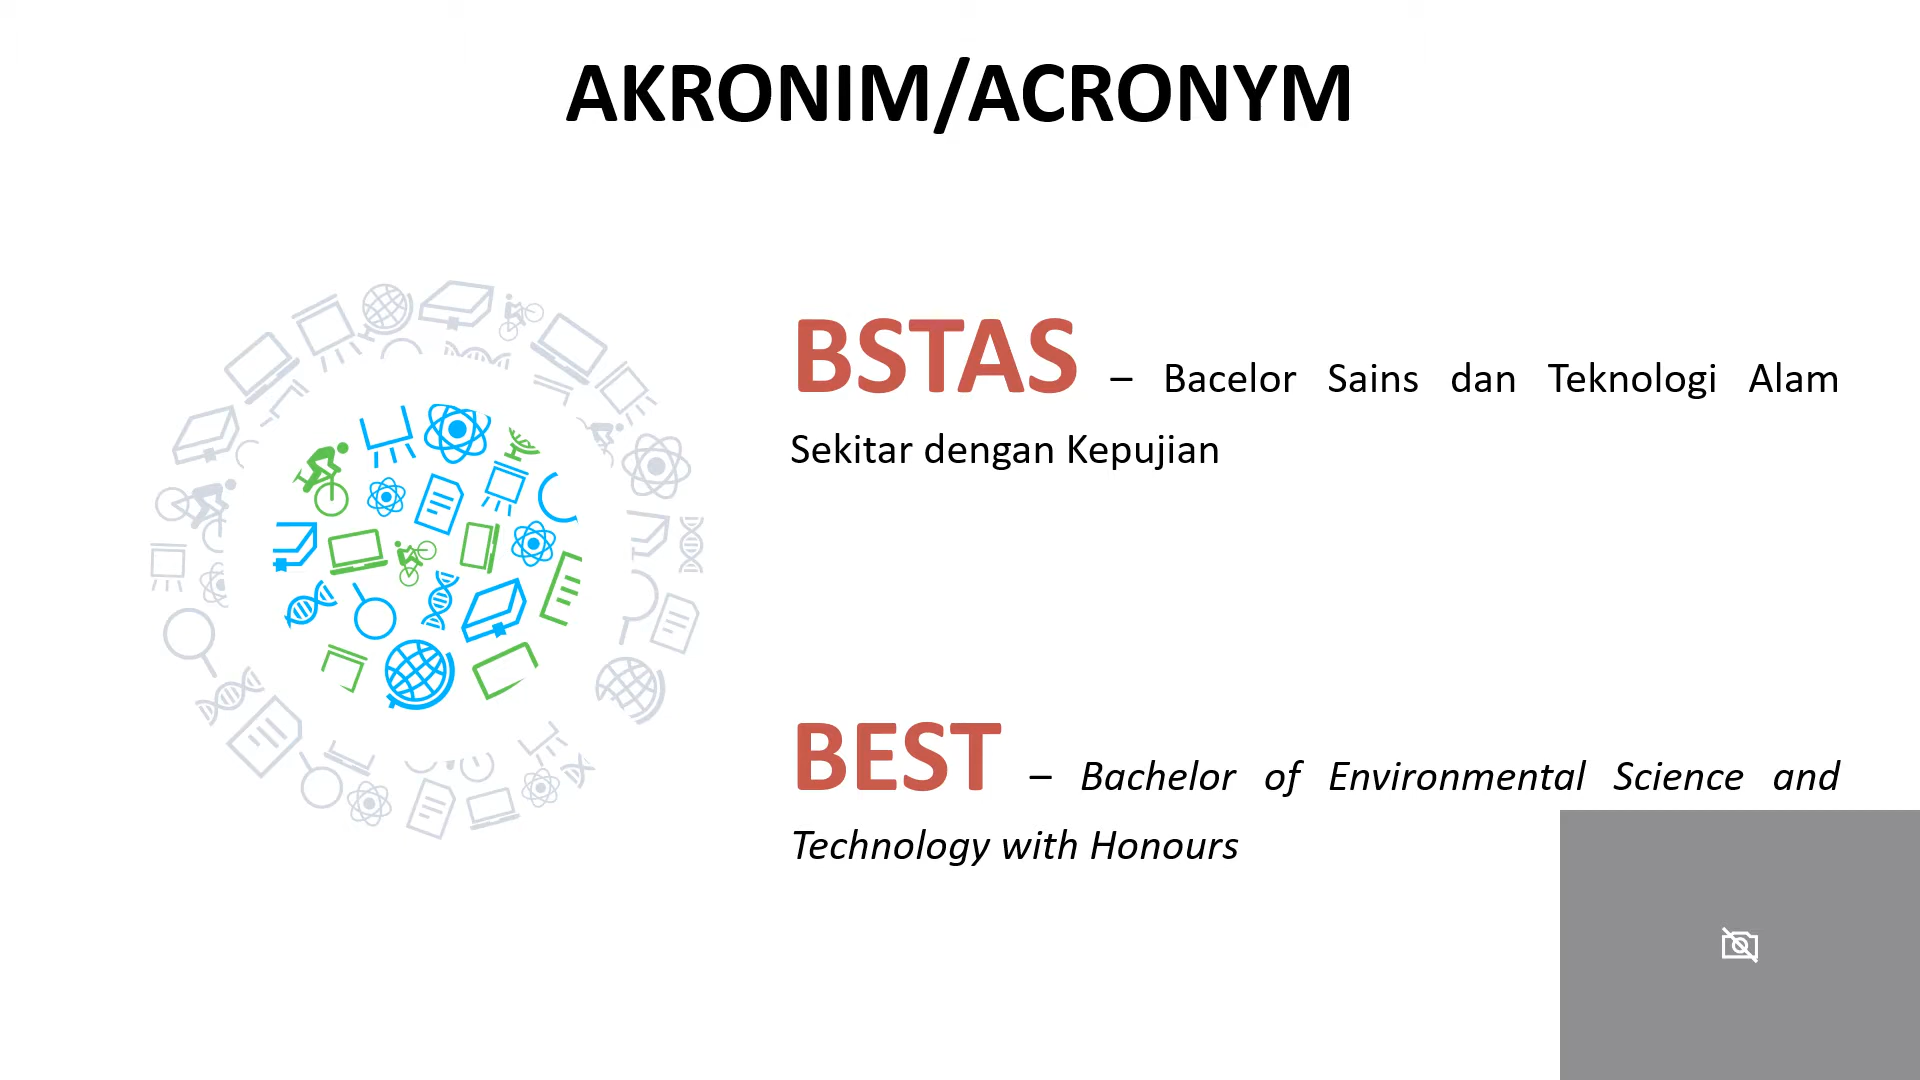 AKRONIM/ACRONYM
BSTAS – Bacelor Sains dan Teknologi Alam
Sekitar dengan Kepujian
BEST – Bachelor of Environmental Science and
Technology with Honours